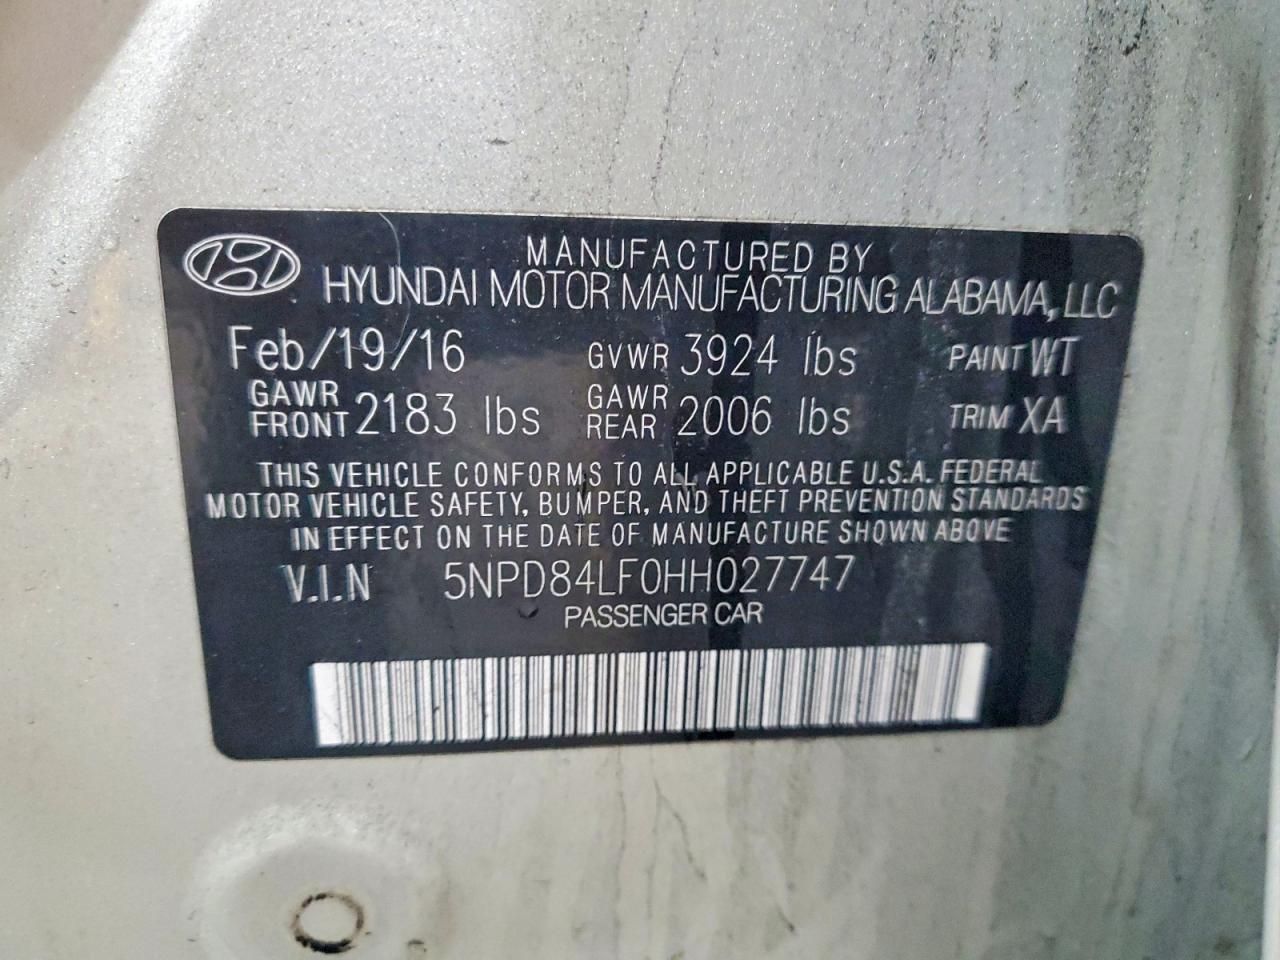 MANUFACTURED BY
HYUNDAI MOTOR MANUFACTURING ALABAMA, LLC
Feb/19/16 GVWR 3924 lbs PAINT WT
GAWR FRONT 2183 lbs GAWR REAR 2006 lbs TRIM XA
THIS VEHICLE CONFORMS TO ALL APPLICABLE U.S.A. FEDERAL
MOTOR VEHICLE SAFETY, BUMPER, AND THEFT PREVENTION STANDARDS
IN EFFECT ON THE DATE OF MANUFACTURE SHOWN ABOVE
V.I.N 5NPD84LF0HH027747
PASSENGER CAR